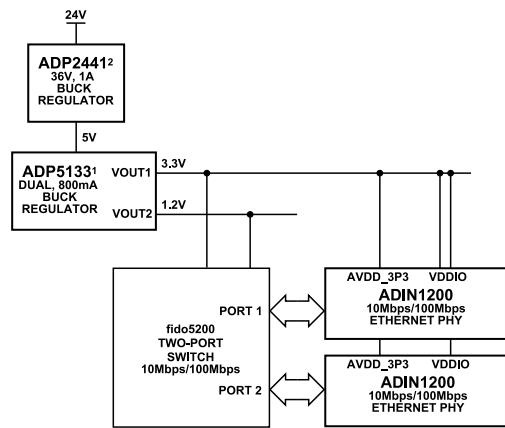 24V
ADP2441²
36V, 1A
BUCK
REGULATOR
5V
ADP5133¹
DUAL, 800mA
BUCK
REGULATOR
VOUT1
VOUT2
3.3V
1.2V
fido5200
TWO-PORT
SWITCH
10Mbps/100Mbps
PORT 1
PORT 2
AVDD_3P3 VDDIO
ADIN1200
10Mbps/100Mbps
ETHERNET PHY
AVDD_3P3 VDDIO
ADIN1200
10Mbps/100Mbps
ETHERNET PHY